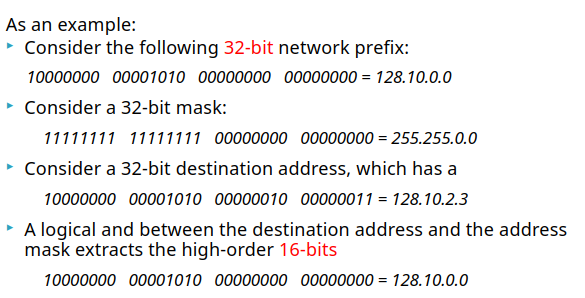 As an example:
▸ Consider the following 32-bit network prefix:
10000000 00001010 00000000 00000000 = 128.10.0.0
▸ Consider a 32-bit mask:
11111111 11111111 00000000 00000000 = 255.255.0.0
▸ Consider a 32-bit destination address, which has a
10000000 00001010 00000010 00000011 = 128.10.2.3
▸ A logical and between the destination address and the address
mask extracts the high-order 16-bits
10000000 00001010 00000000 00000000 = 128.10.0.0